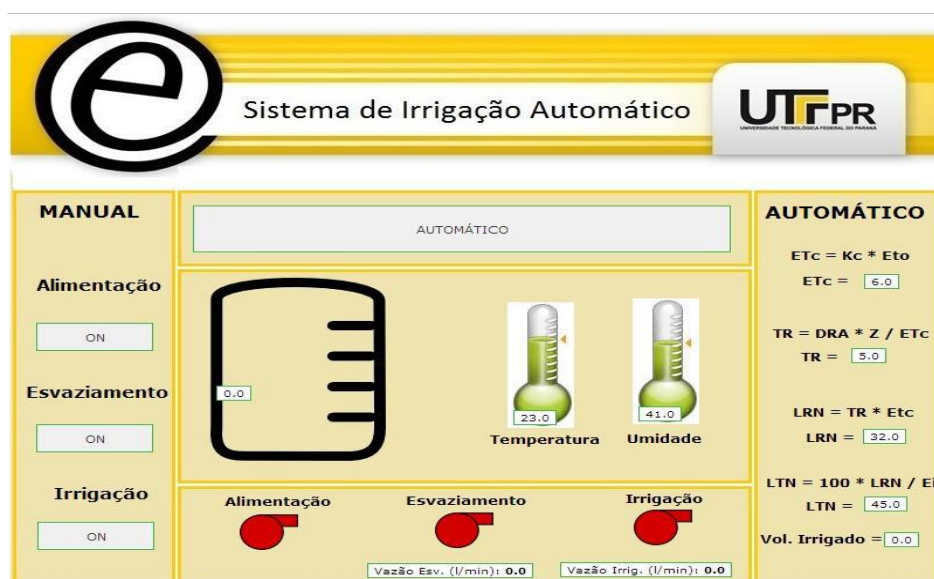 e
Sistema de Irrigação Automático
UTFPR
UNIVERSIDADE TECNOLÓGICA FEDERAL DO PARANÁ
MANUAL
Alimentação
ON
Esvaziamento
ON
Irrigação
ON
AUTOMÁTICO
0.0
23.0
Temperatura
41.0
Umidade
Alimentação
Esvaziamento
Vazão Esv. (l/min): 0.0
Irrigação
Vazão Irrig. (l/min): 0.0
AUTOMÁTICO
ETc = Kc * Eto
ETc = 6.0
TR = DRA * Z / ETc
TR = 5.0
LRN = TR * Etc
LRN = 32.0
LTN = 100 * LRN / Ei
LTN = 45.0
Vol. Irrigado = 0.0